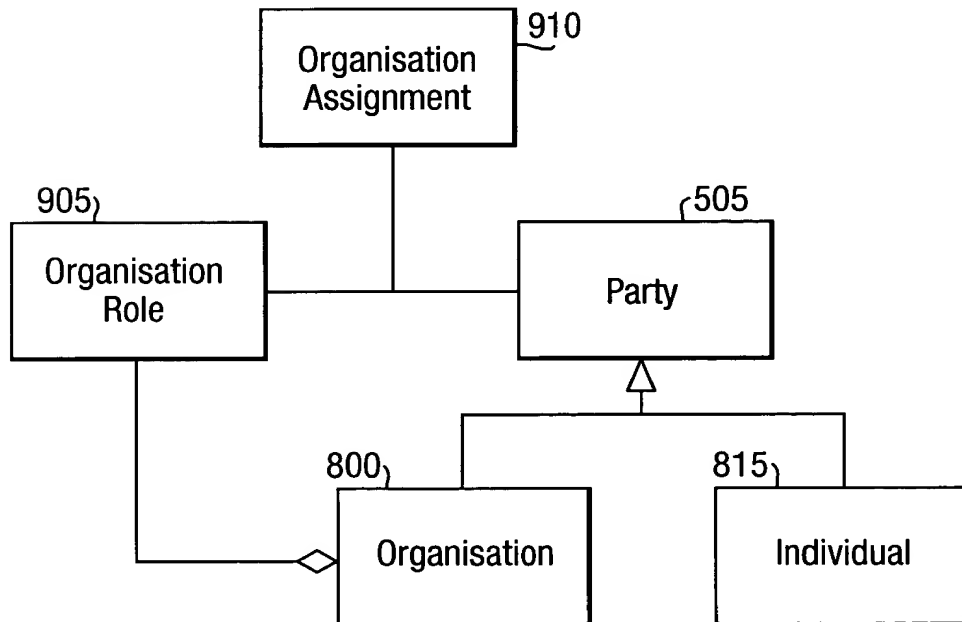 910
Organisation
Assignment
905
505
Organisation
Role
Party
800
815
Organisation
Individual